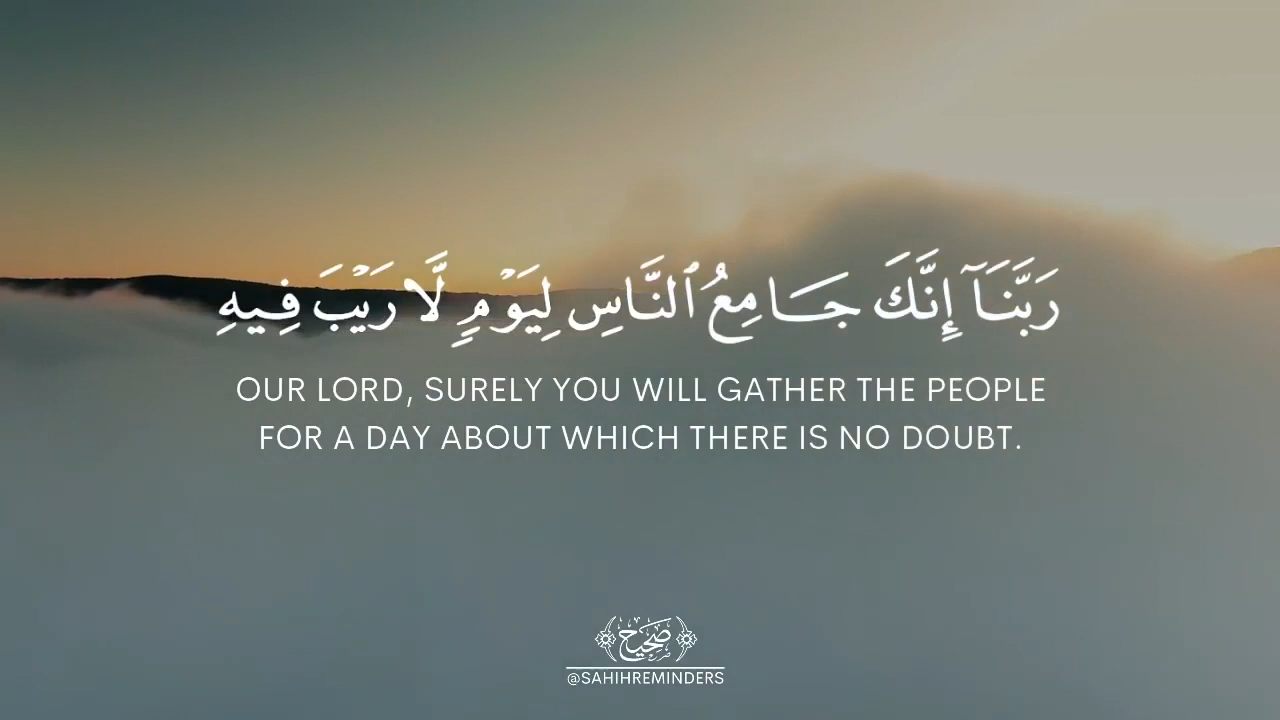 رَبَّنَآ إِنَّكَ جَامِعُ ٱلنَّاسِ لِيَوْمٍ لَّا رَيْبَ فِيهِ
OUR LORD, SURELY YOU WILL GATHER THE PEOPLE
FOR A DAY ABOUT WHICH THERE IS NO DOUBT.
صَحِيح
@SAHIHREMINDERS